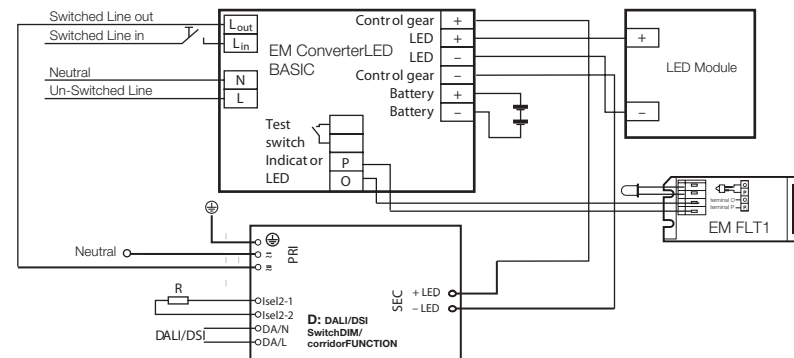 Switched Line out
Switched Line in
Neutral
Un-Switched Line
Lout
Lin
N
L
EM ConverterLED
BASIC
Control gear +
LED +
LED –
Control gear –
Battery +
Battery –
Test
switch
Indicator
LED
P
O
+
LED Module
–
O
P
terminal O
O
terminal P
P
EM FLT1
Neutral
PRI
R
Isel2-1
Isel2-2
DALI/DSI
DA/N
DA/L
D: DALI/DSI
SwitchDIM/
corridorFUNCTION
SEC
+ LED
– LED